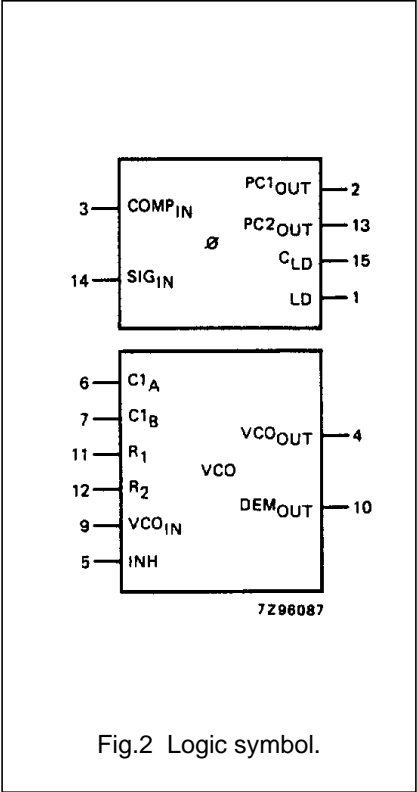 3 COMPIN PC1OUT 2
PC2OUT 13
Ø
CLD 15
14 SIGIN
LD 1
6 C1A
7 C1B
VCOOUT 4
11 R1
VCO
12 R2
DEMOUT 10
9 VCOIN
5 INH
7Z96087
Fig.2 Logic symbol.